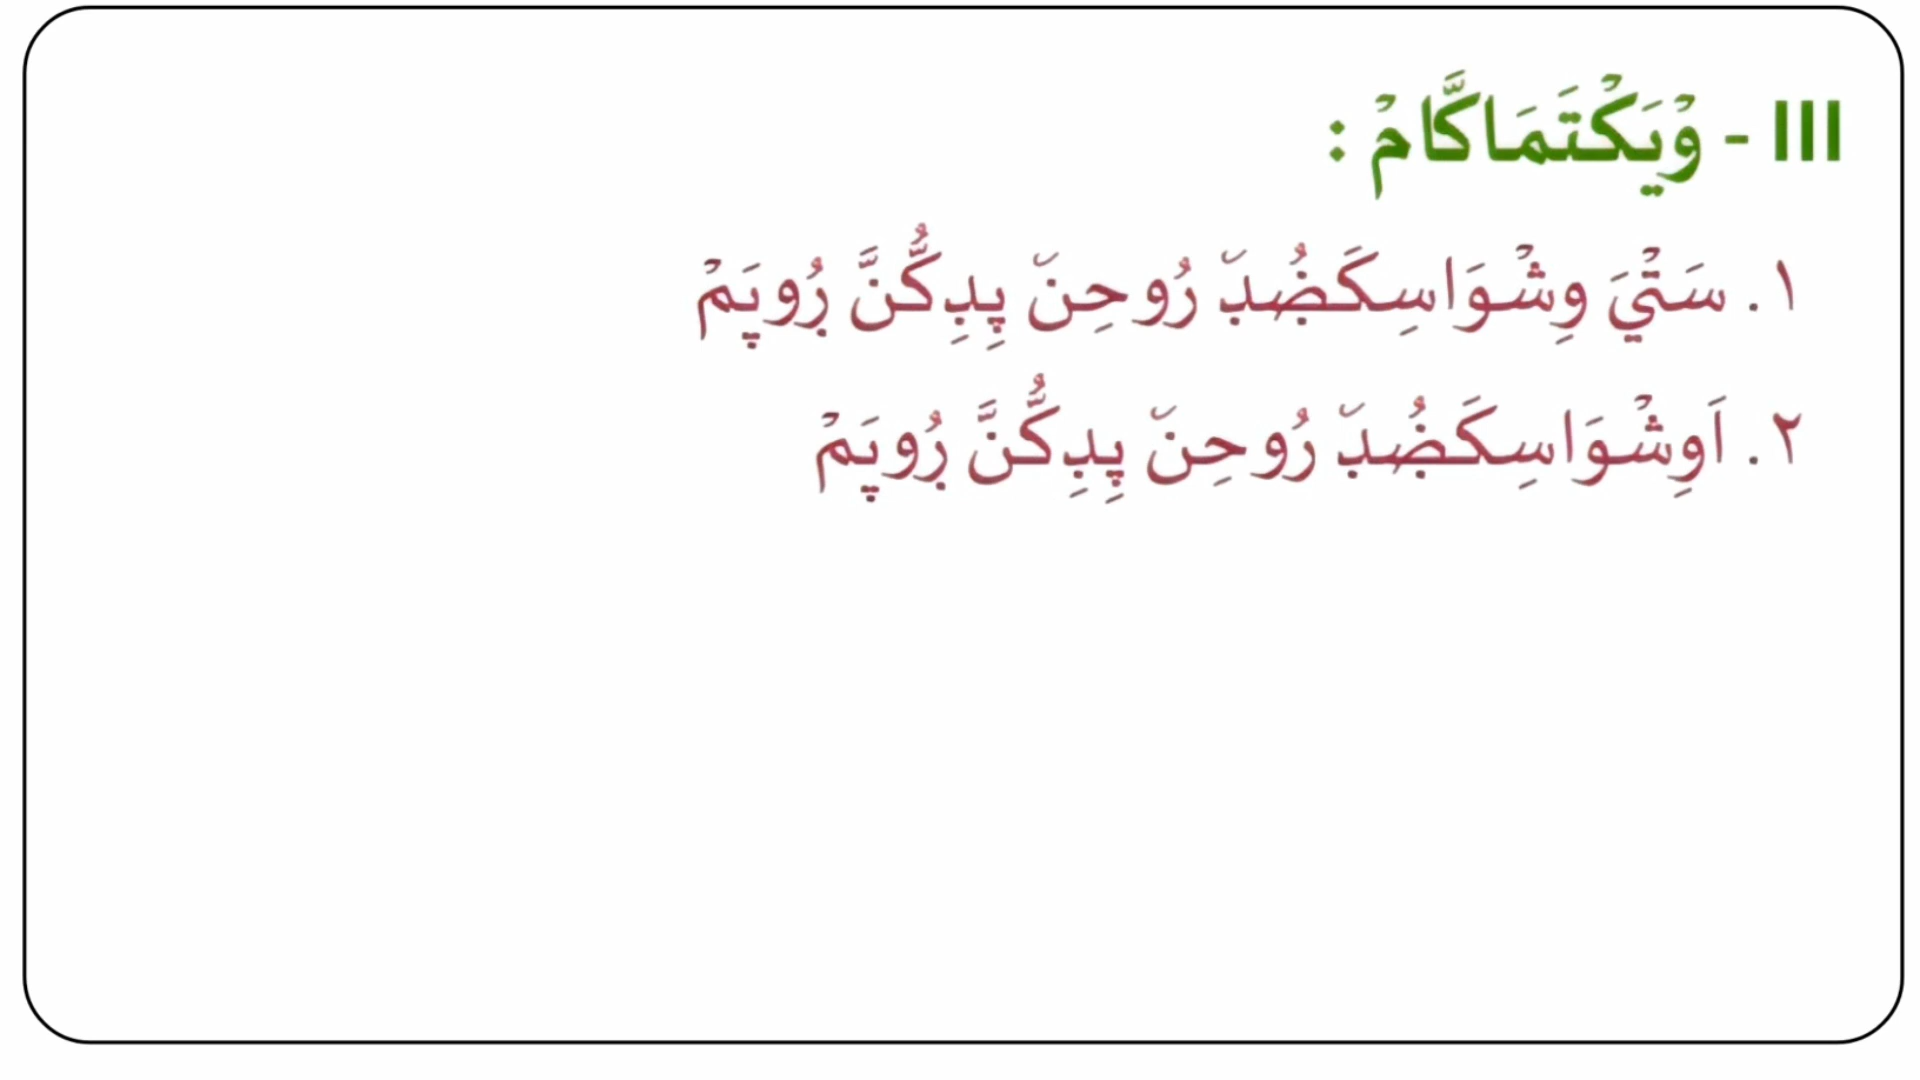 III - وْيَكْتَمَاكَّامْ :
١. سَتْيَ وِشْوَاسِكَۻُدٜ رُوحِنٜ پِڊِكُّنَّ رُوپَمْ
٢. اَوِشْوَاسِكَۻُدٜ رُوحِنٜ پِڊِكُّنَّ رُوپَمْ